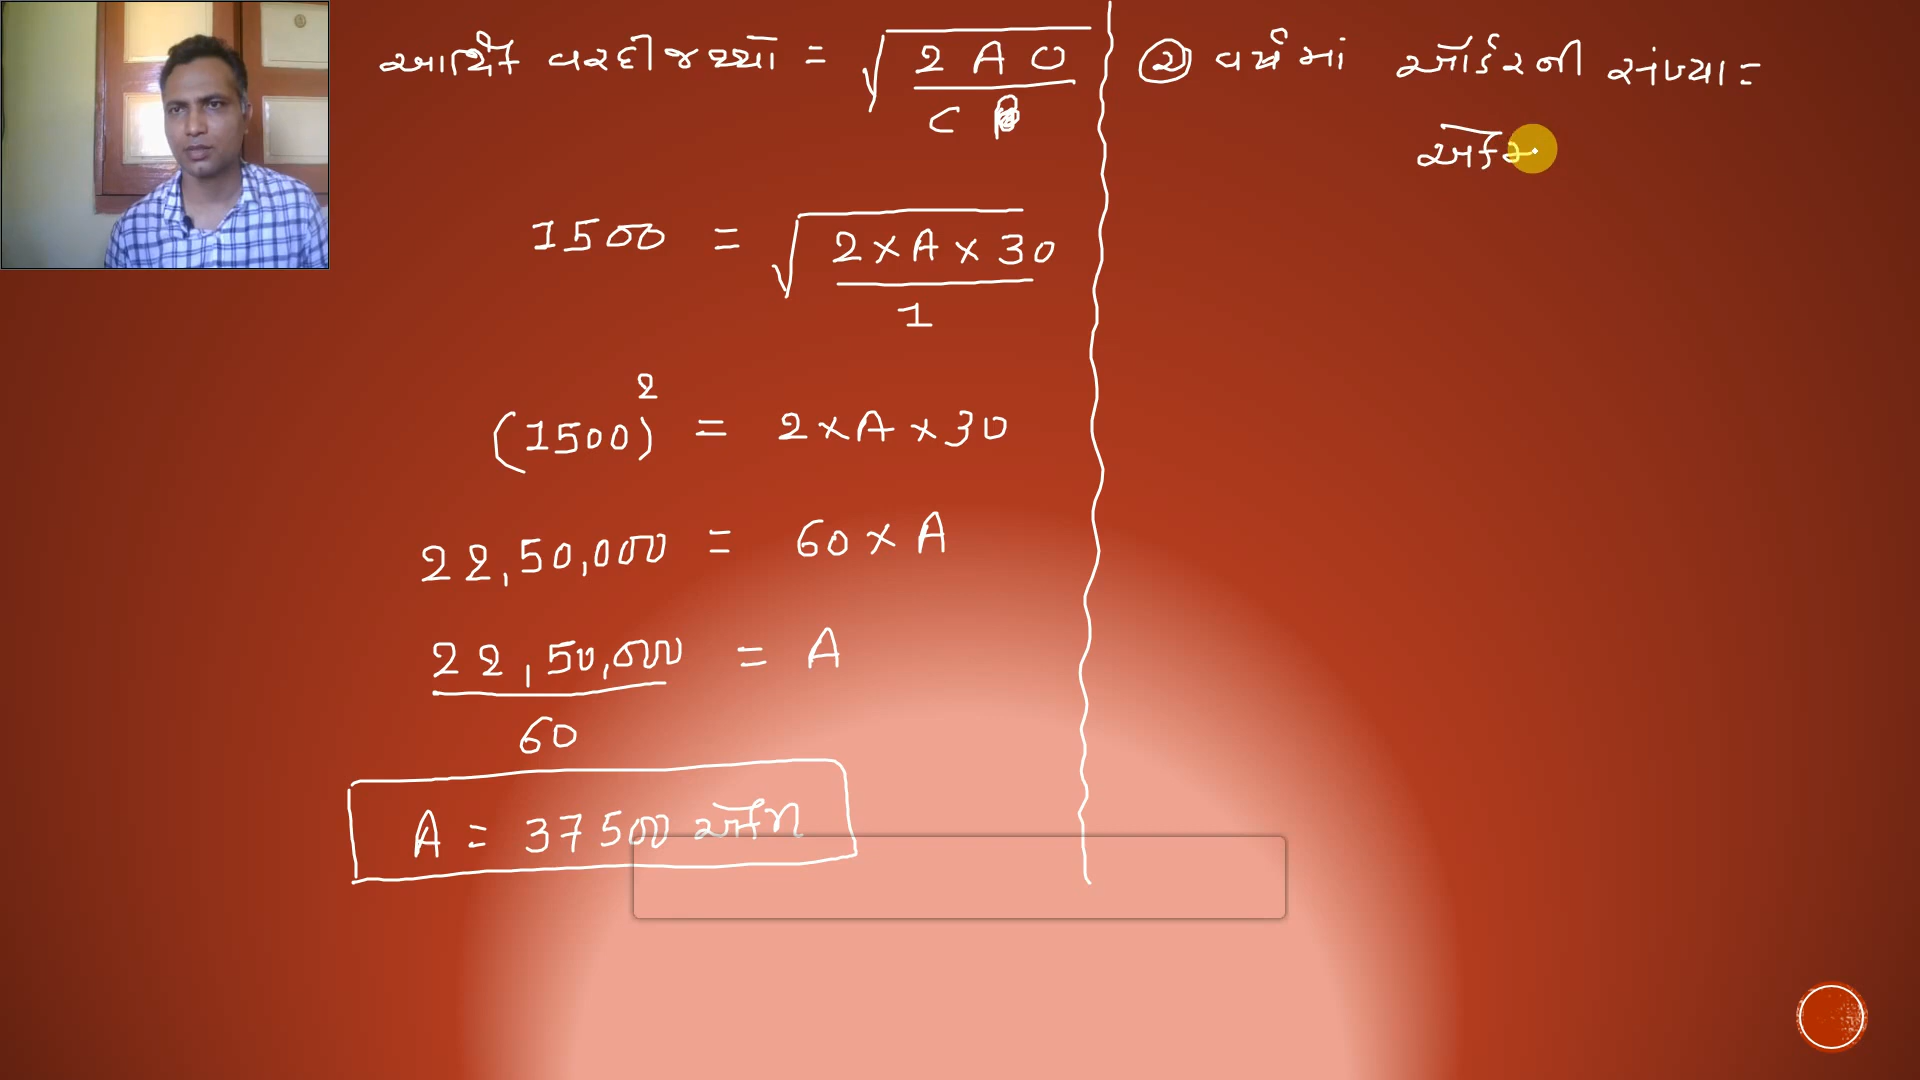 આર્થિક વરદી જથ્થો = √ 2 A O
C
1500 = √ 2 × A × 30
1
(1500)² = 2 × A × 30
22,50,000 = 60 × A
22,50,000 = A
60
A = 37500
② વર્ષમાં ઓર્ડરની સંખ્યા =